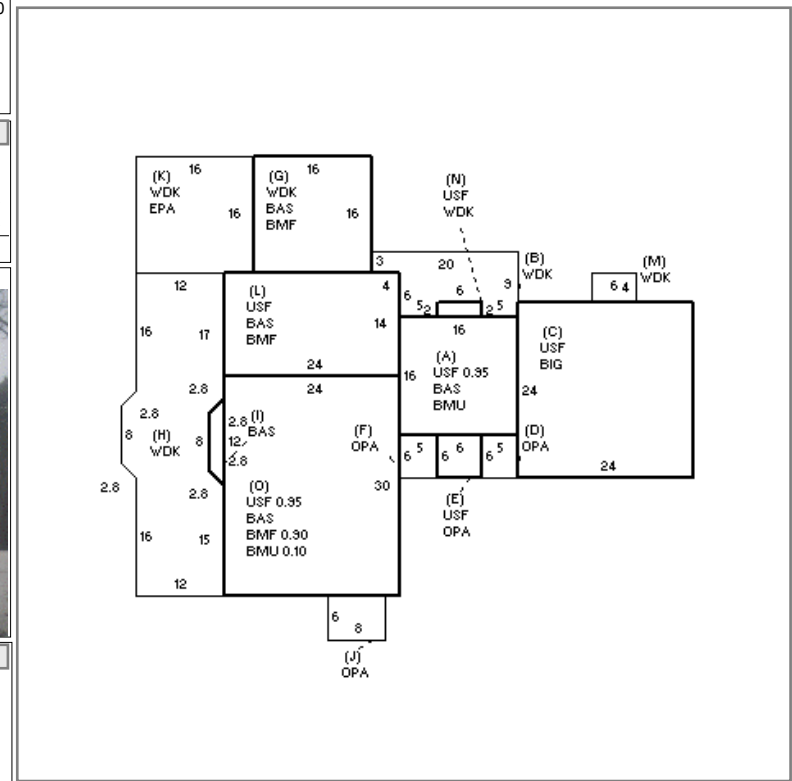 16
(K)
WDK
EPA
16
16
(G)
WDK
BAS
BMF
16
(N)
USF
WDK
3
20
9
(B)
WDK
(M)
WDK
6 4
12
(L)
USF
BAS
BMF
4
14
24
6
5
2
6
2
5
16
16
17
(A)
USF 0.95
BAS
BMU
16
(C)
USF
BIG
24
24
24
2.8
2.8
8
(H)
WDK
2.8
8
2.8
(I)
BAS
12
2.8
2.8
(F)
OPA
6
5
6
6
6
5
(D)
OPA
(E)
USF
OPA
(O)
USF 0.95
BAS
BMF 0.90
BMU 0.10
30
16
15
12
6
8
(J)
OPA